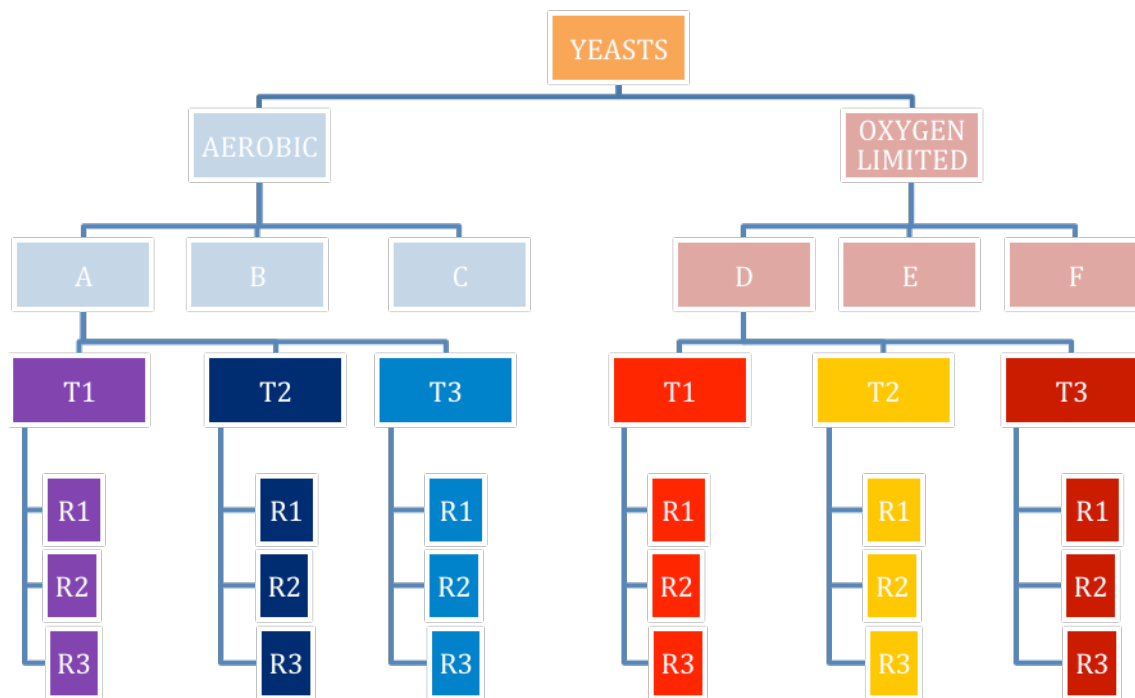 YEASTS
AEROBIC
OXYGEN
LIMITED
A
B
C
D
E
F
T1
T2
T3
T1
T2
T3
R1
R1
R1
R1
R1
R1
R2
R2
R2
R2
R2
R2
R3
R3
R3
R3
R3
R3